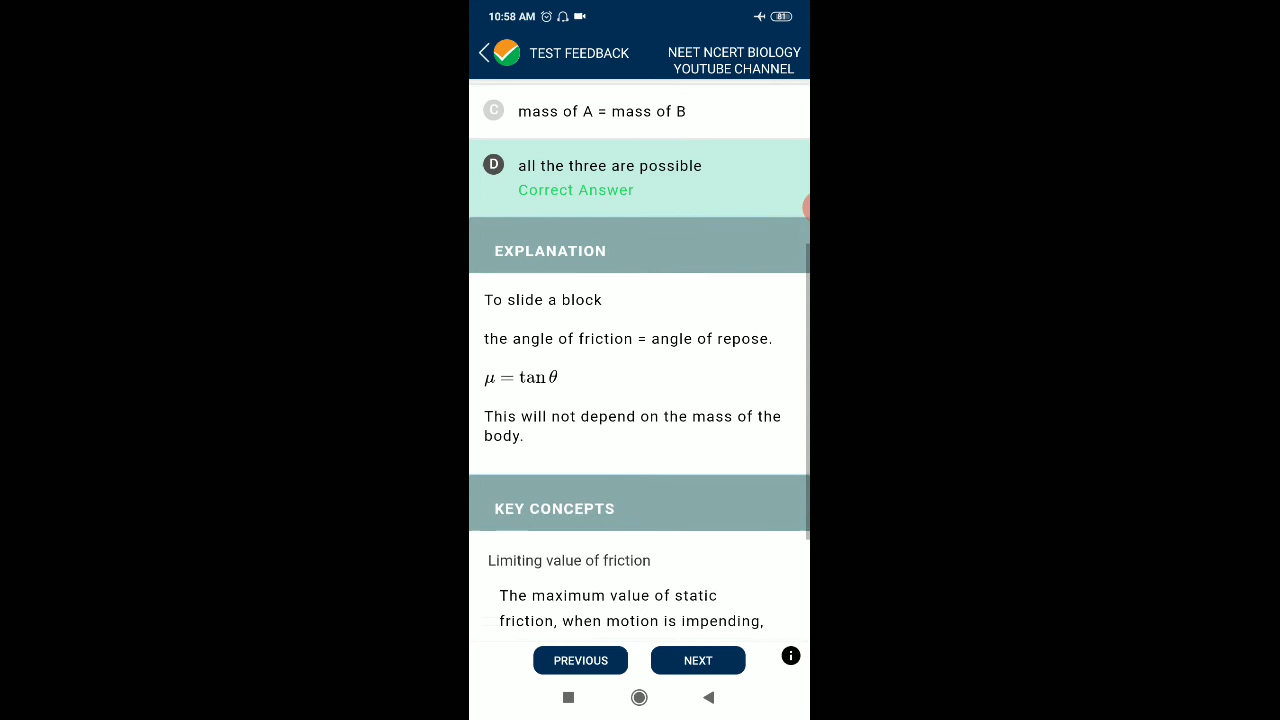 10:58 AM 81
TEST FEEDBACK
NEET NCERT BIOLOGY
YOUTUBE CHANNEL
C mass of A = mass of B
D all the three are possible
Correct Answer
EXPLANATION
To slide a block
the angle of friction = angle of repose.
μ = tan θ
This will not depend on the mass of the
body.
KEY CONCEPTS
Limiting value of friction
The maximum value of static
friction, when motion is impending,
PREVIOUS NEXT